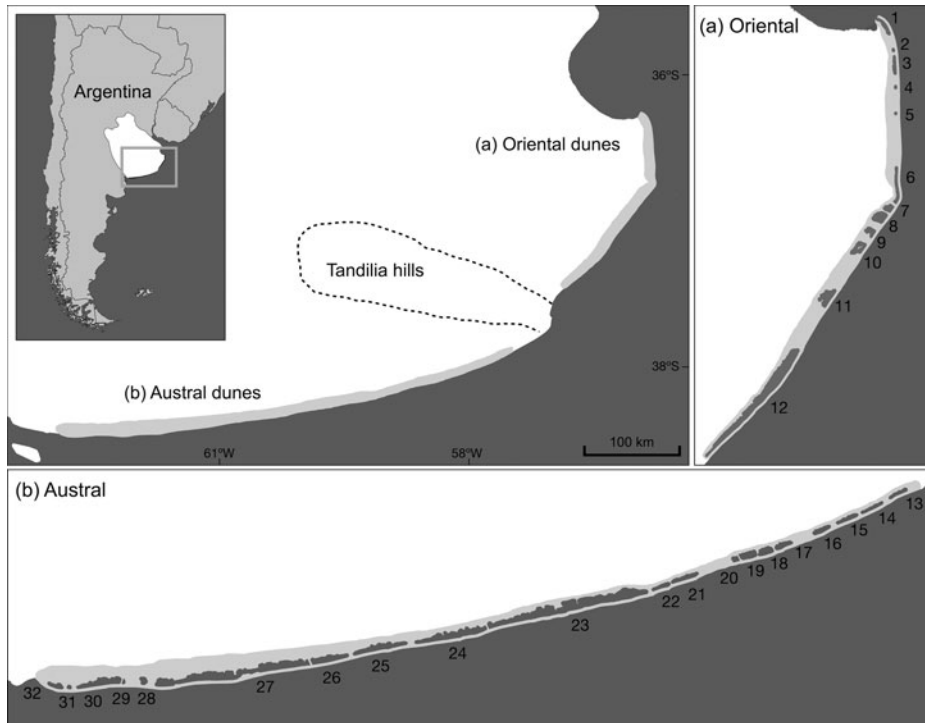 Argentina
36°S
(a) Oriental dunes
Tandilia hills
38°S
(b) Austral dunes
61°W
58°W
100 km
(a) Oriental
1
2
3
4
5
6
7
8
9
10
11
12
(b) Austral
13
14
15
16
17
18
19
20
21
22
23
24
25
26
27
28
29
30
31
32